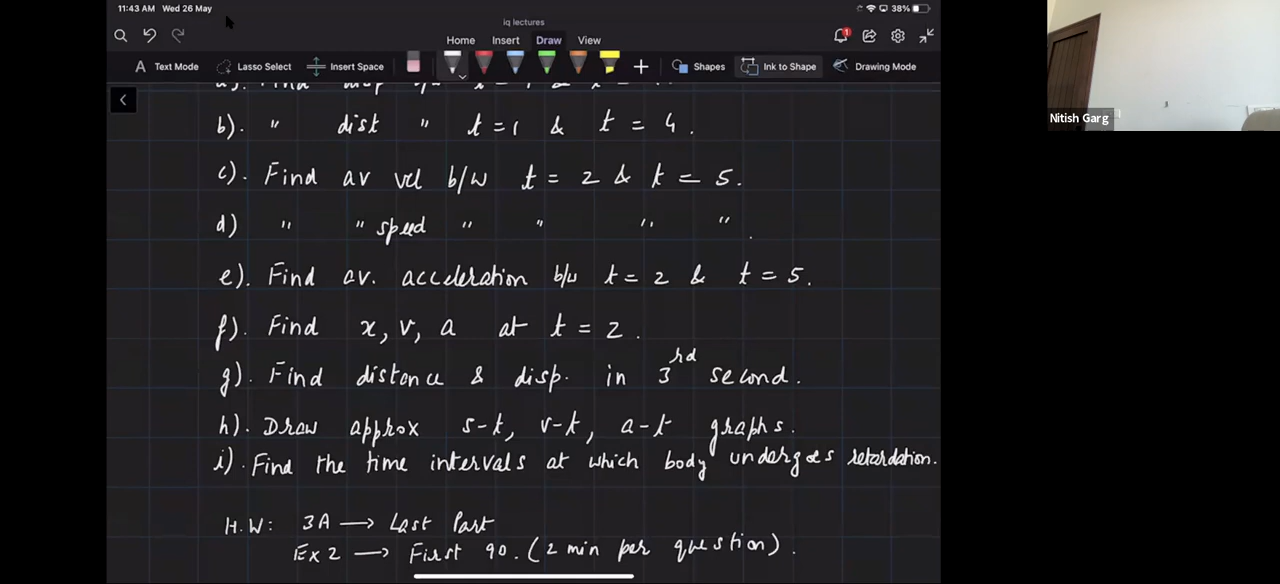 11:43 AM Wed 26 May
38%
iq lectures
Home Insert Draw View
1
Text Mode Lasso Select Insert Space Shapes Ink to Shape Drawing Mode
b). " dist " t = 1 & t = 4.
c). Find av vel b/w t = 2 & t = 5.
d) " " speed " " " " .
e). Find av. acceleration b/w t = 2 & t = 5.
f). Find x, v, a at t = 2.
g). Find distance & disp. in 3rd second.
h). Draw approx s-t, v-t, a-t graphs.
i). Find the time intervals at which body undergoes retardation.
H.W: 3A → Last Part
Ex 2 → First 90. (2 min per question).
Nitish Garg